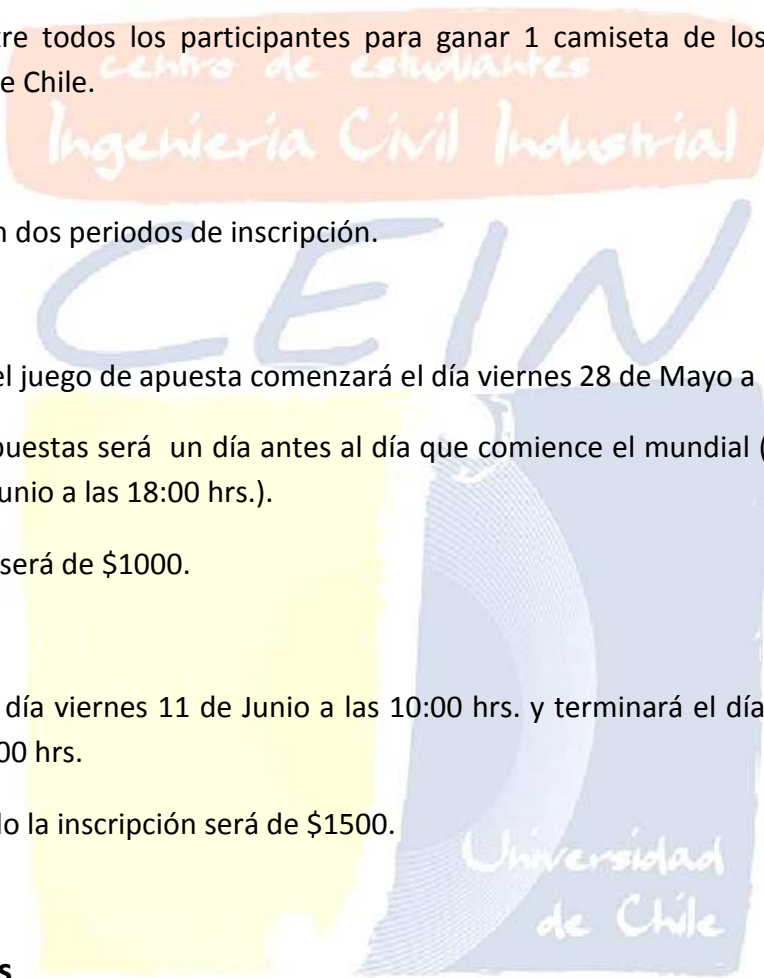 tre todos los participantes para ganar 1 camiseta de los
e Chile.
centro de estudiantes
Ingeniería Civil Industrial
n dos periodos de inscripción.
CEIN
el juego de apuesta comenzará el día viernes 28 de Mayo a
puestas será un día antes al día que comience el mundial (
unio a las 18:00 hrs.).
será de $1000.
día viernes 11 de Junio a las 10:00 hrs. y terminará el día
00 hrs.
do la inscripción será de $1500.
Universidad
de Chile
s